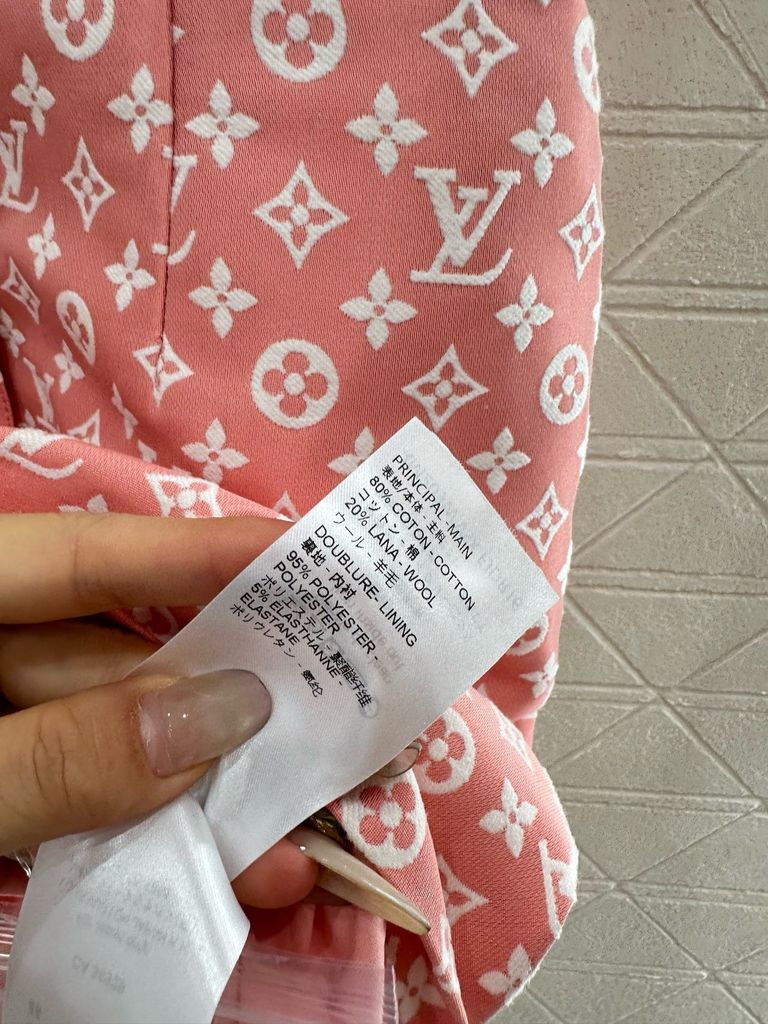 PRINCIPAL - MAIN
表地/本体 - 主料
80% COTON - COTTON
コットン - 棉
20% LANA - WOOL
ウール - 羊毛
DOUBLURE - LINING
裏地 - 内衬
95% POLYESTER -
POLYESTER
ポリエステル - 聚酯纤维
5% ELASTHANNE -
ELASTANE
ポリウレタン - 氨纶